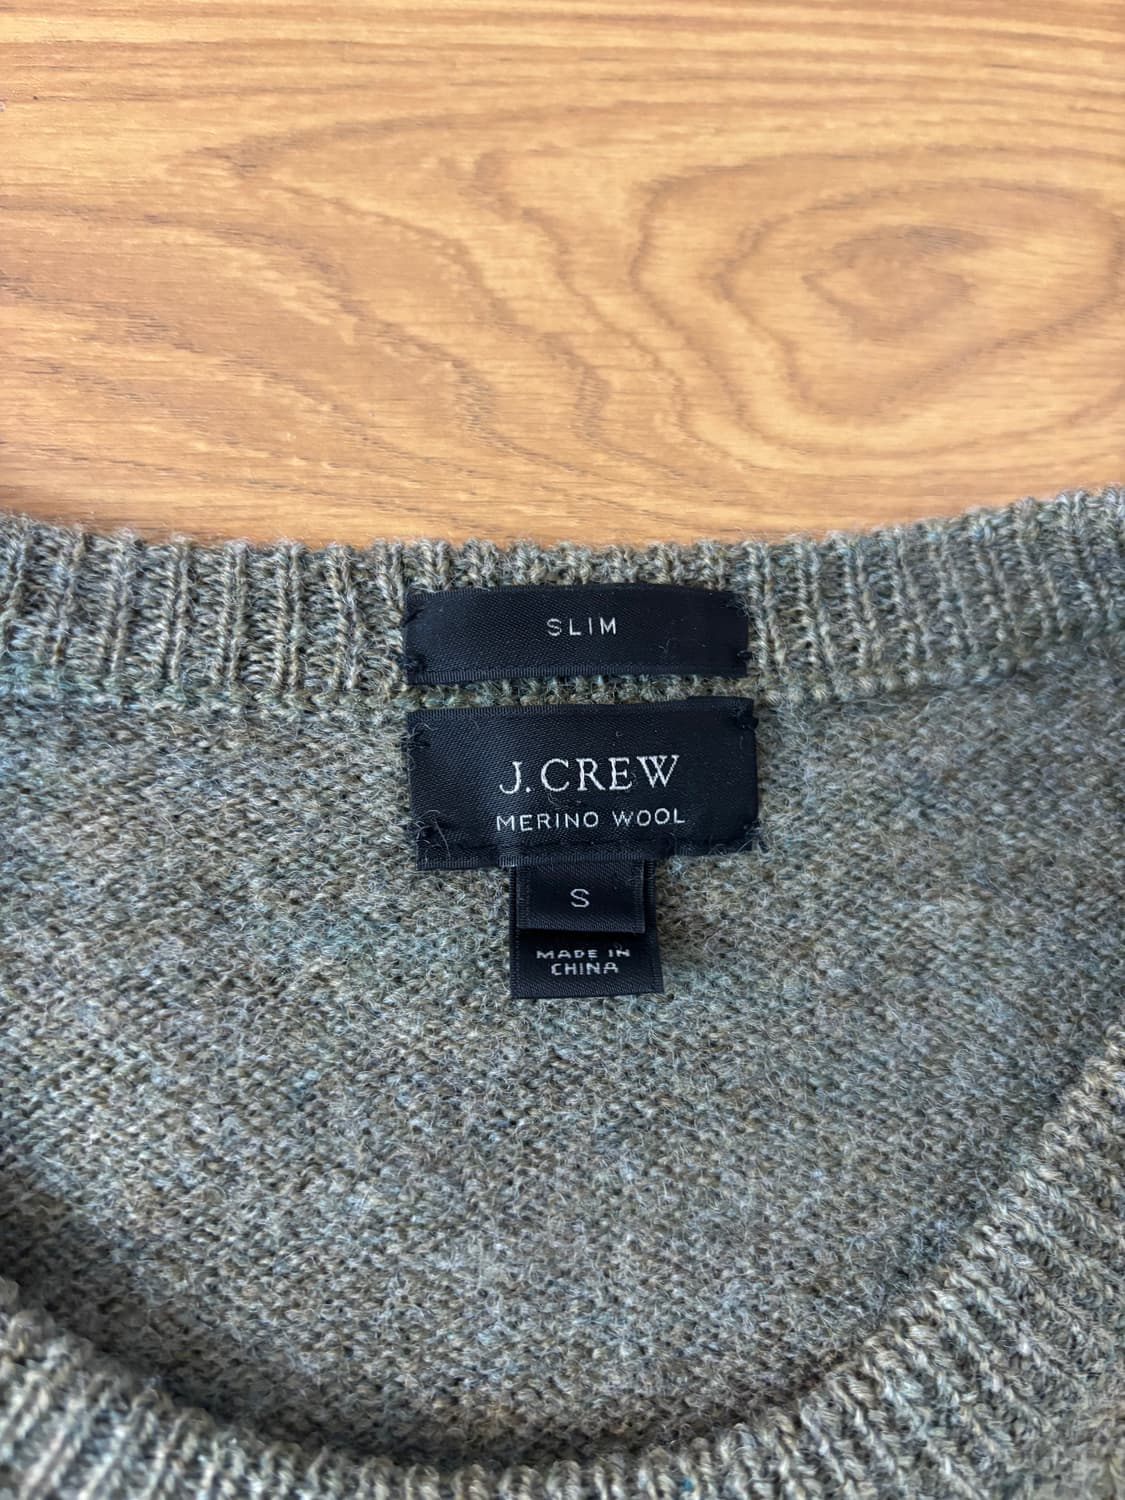 SLIM
J.CREW
MERINO WOOL
S
MADE IN
CHINA